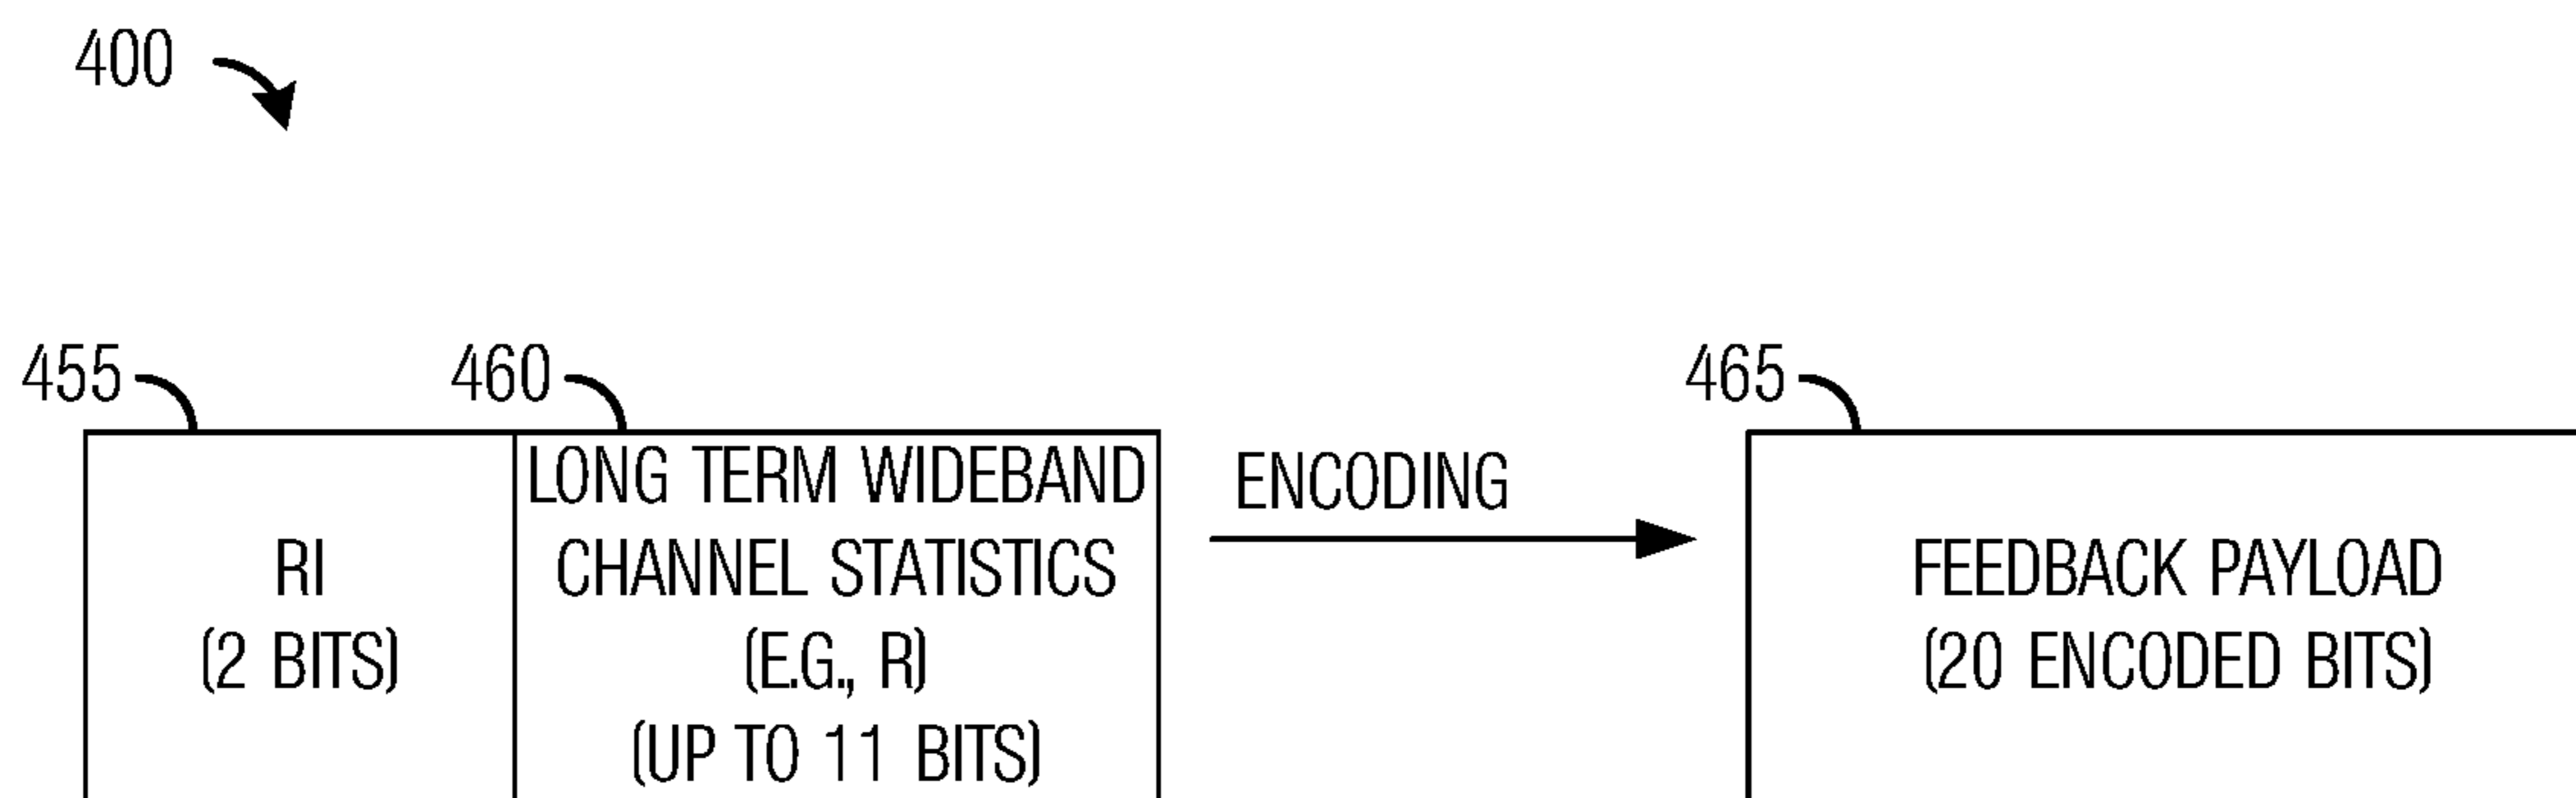 400
455
460
465
RI
(2 BITS)
LONG TERM WIDEBAND
CHANNEL STATISTICS
(E.G., R)
(UP TO 11 BITS)
ENCODING
FEEDBACK PAYLOAD
(20 ENCODED BITS)